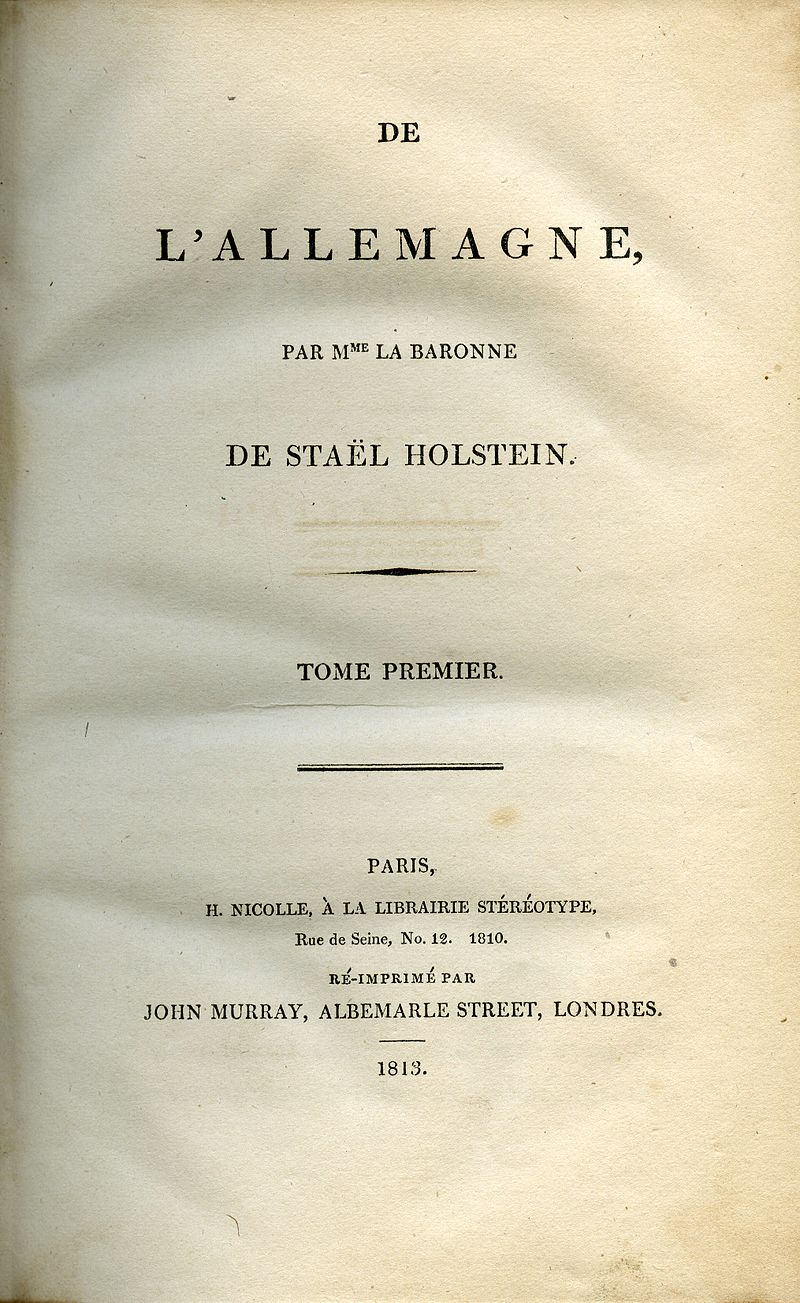 DE
L’ALLEMAGNE,
PAR MME LA BARONNE
DE STAËL HOLSTEIN.
TOME PREMIER.
PARIS,
H. NICOLLE, À LA LIBRAIRIE STÉRÉOTYPE,
Rue de Seine, No. 12. 1810.
RÉ-IMPRIMÉ PAR
JOHN MURRAY, ALBEMARLE STREET, LONDRES.
1813.